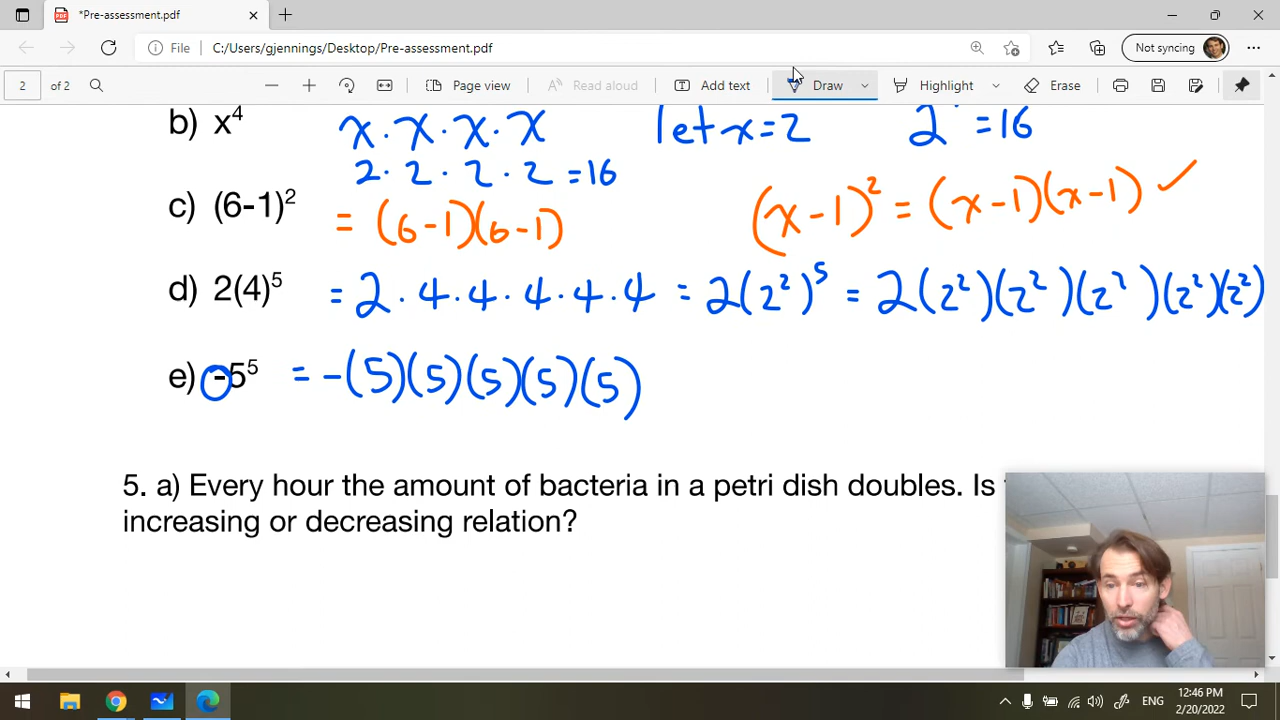 *Pre-assessment.pdf
File C:/Users/gjennings/Desktop/Pre-assessment.pdf Not syncing
2 of 2 Page view Read aloud Add text Draw Highlight Erase
b) x⁴ x · x · x · x let x = 2 2 = 16
2 · 2 · 2 · 2 = 16
c) (6-1)² = (6-1)(6-1) (x-1)² = (x-1)(x-1) ✓
d) 2(4)⁵ = 2 · 4 · 4 · 4 · 4 · 4 = 2(2²)⁵ = 2(2²)(2²)(2²)(2²)(2²)
e) -5⁵ = -(5)(5)(5)(5)(5)
5. a) Every hour the amount of bacteria in a petri dish doubles. Is
increasing or decreasing relation?
ENG
12:46 PM
2/20/2022